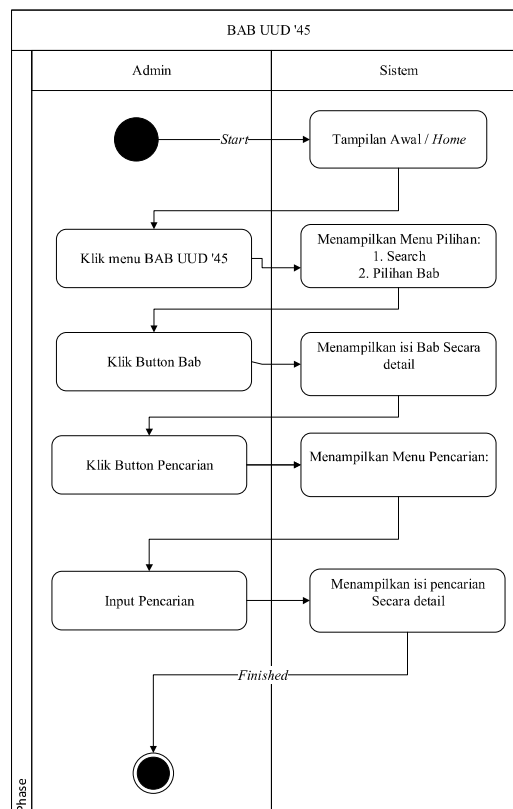 BAB UUD '45
Admin
Sistem
Start
Tampilan Awal / Home
Klik menu BAB UUD '45
Menampilkan Menu Pilihan:
1. Search
2. Pilihan Bab
Klik Button Bab
Menampilkan isi Bab Secara
detail
Klik Button Pencarian
Menampilkan Menu Pencarian:
Input Pencarian
Menampilkan isi pencarian
Secara detail
Finished
Phase